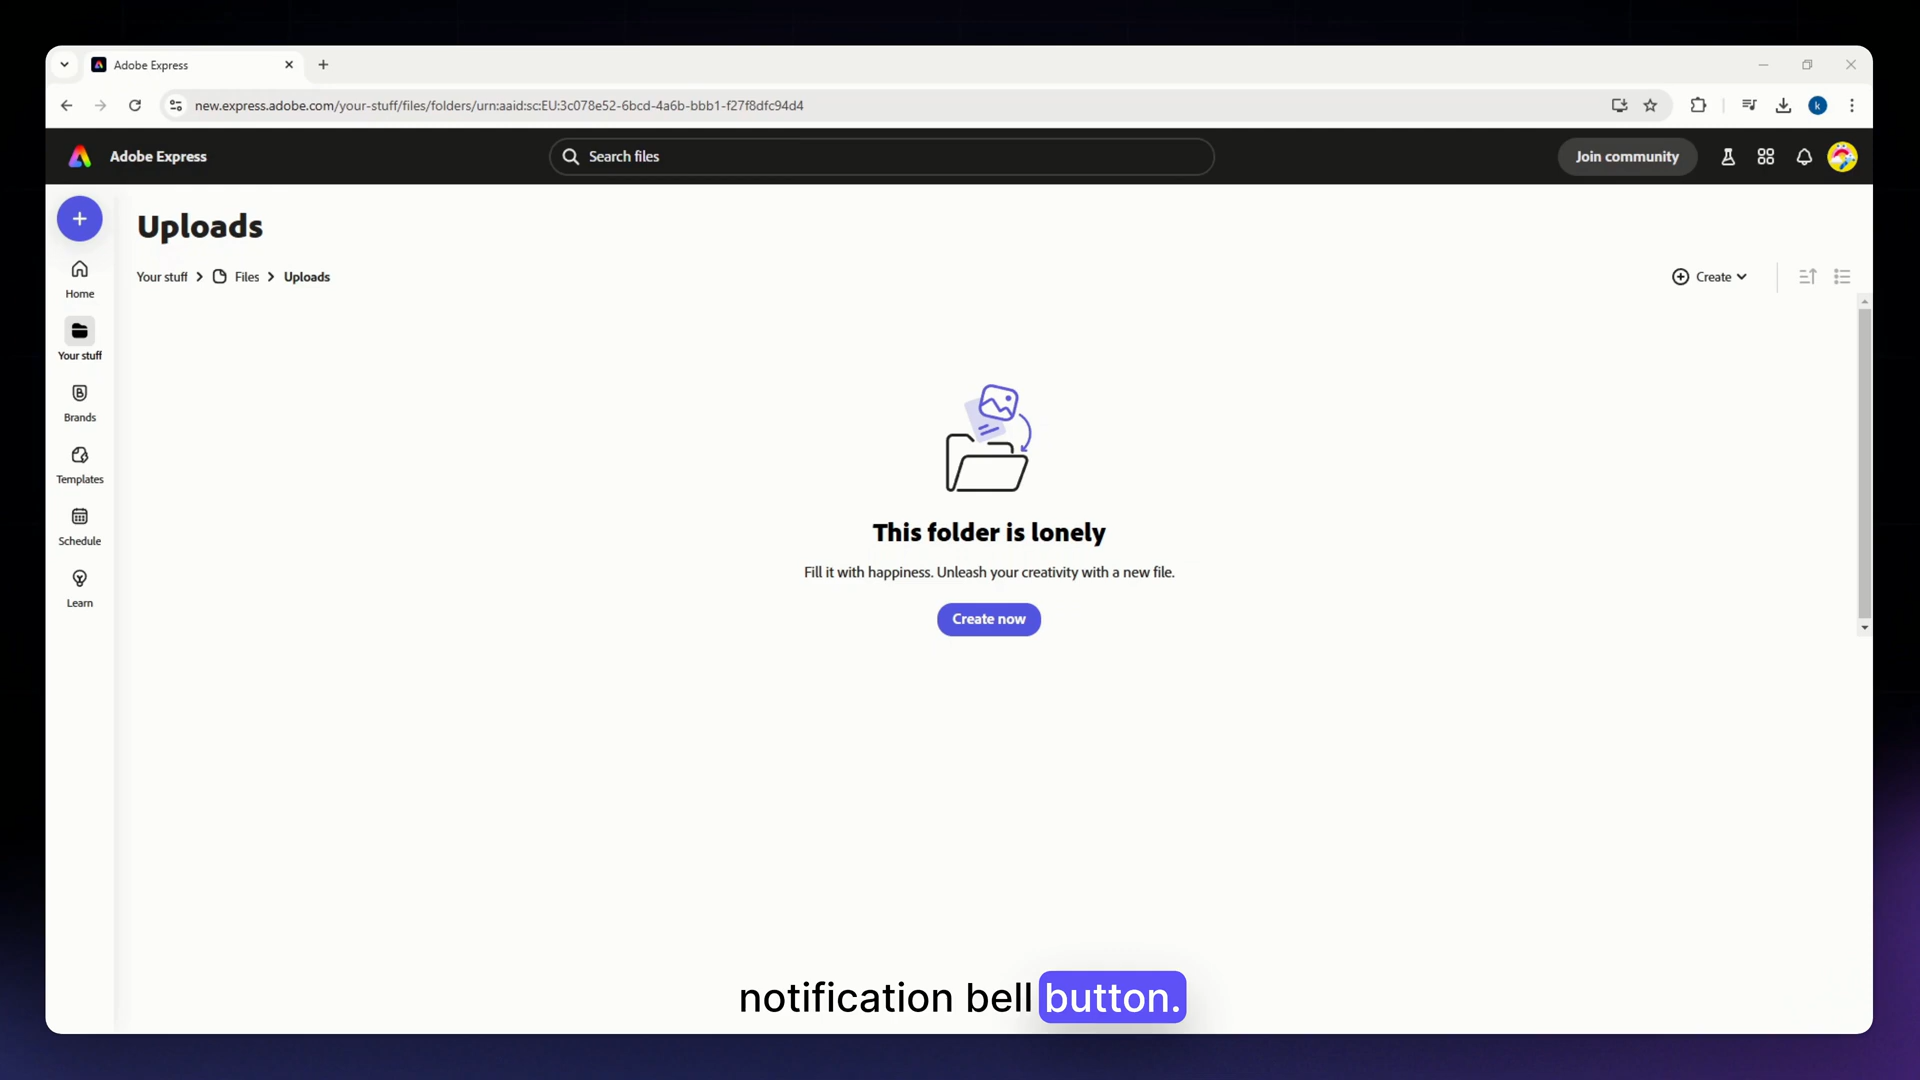 Adobe Express
new.express.adobe.com/your-stuff/files/folders/urn:aaid:sc:EU:3c078e52-6bcd-4a6b-bbb1-f27f8dfc94d4
k
Adobe Express
Search files
Join community
Uploads
Your stuff > Files > Uploads
Create
Home
Your stuff
Brands
Templates
Schedule
Learn
This folder is lonely
Fill it with happiness. Unleash your creativity with a new file.
Create now
notification bell button.